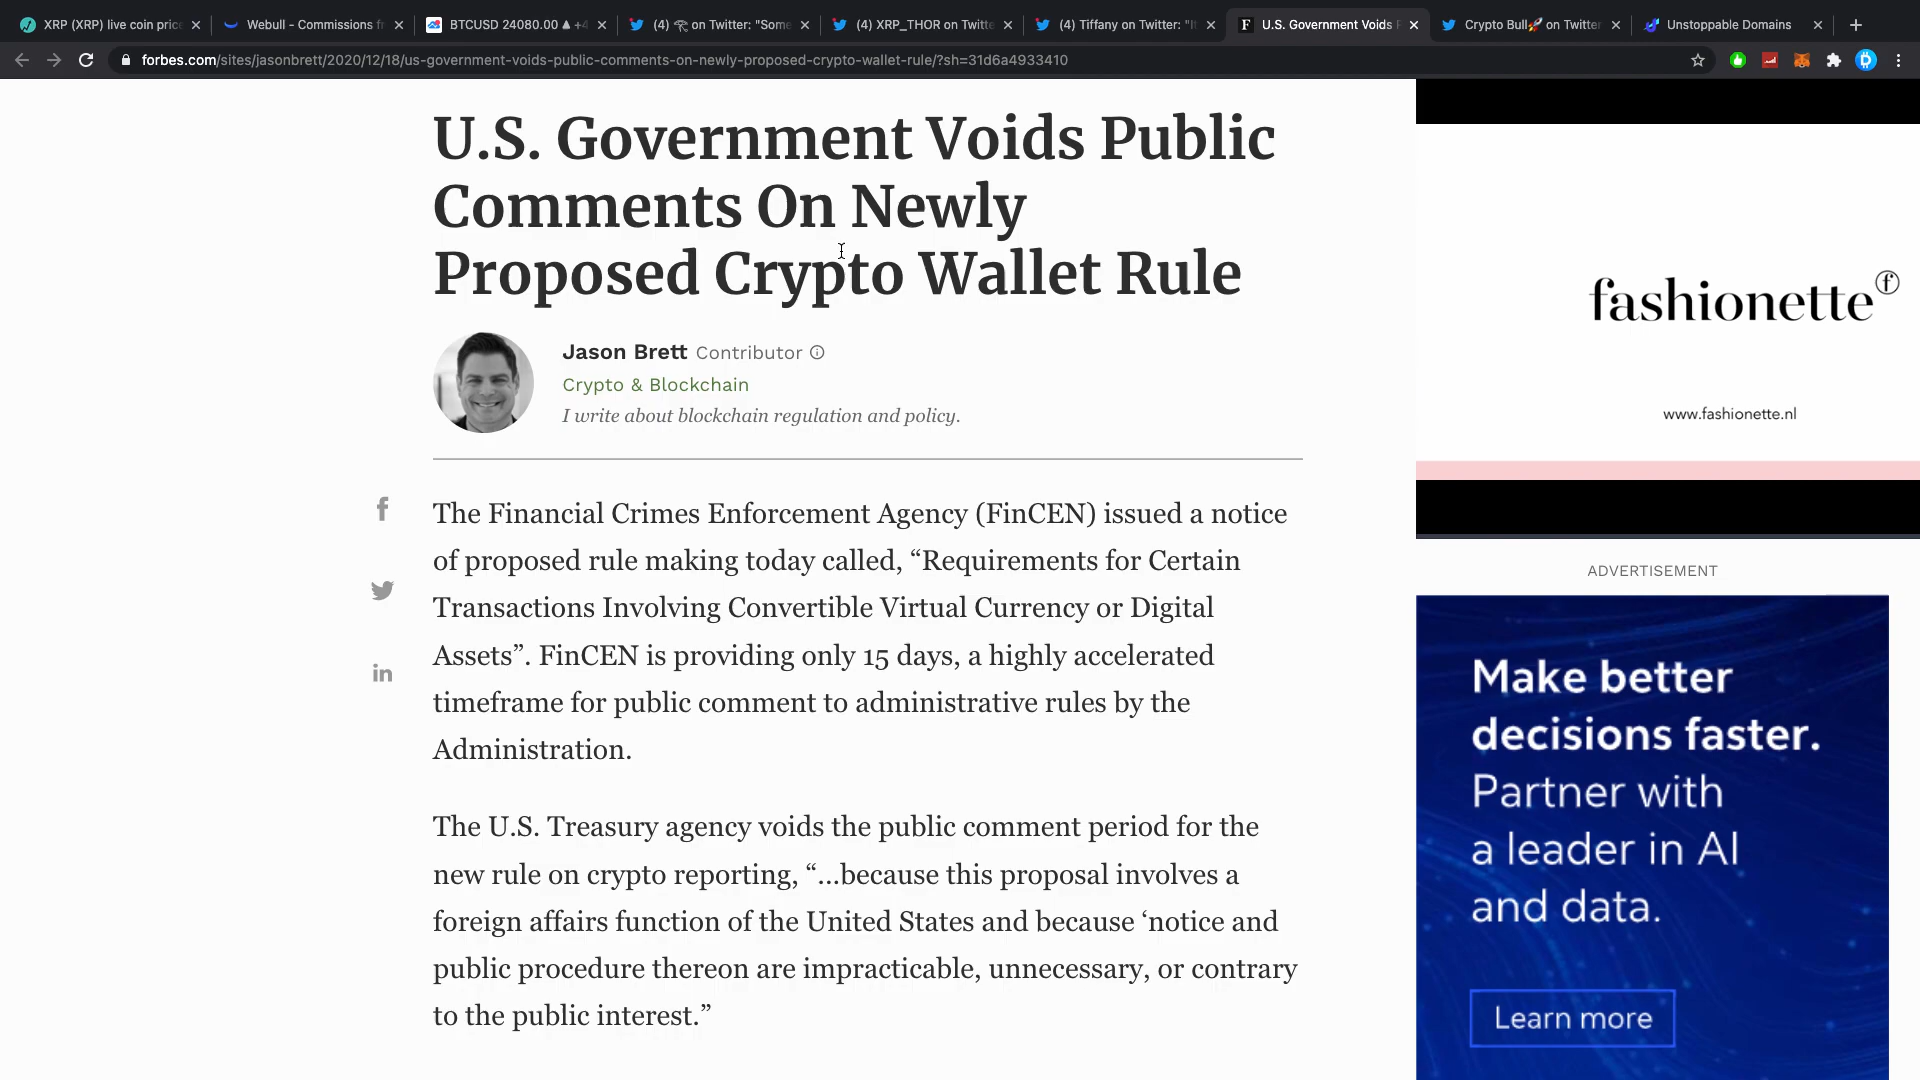 XRP (XRP) live coin pric
Webull - Commissions f
BTCUSD 24080.00 ▲ +4
(4) on Twitter: "Some
(4) XRP_THOR on Twitte
(4) Tiffany on Twitter: "I
U.S. Government Voids P
Crypto Bull🚀 on Twitter
Unstoppable Domains
forbes.com/sites/jasonbrett/2020/12/18/us-government-voids-public-comments-on-newly-proposed-crypto-wallet-rule/?sh=31d6a4933410
U.S. Government Voids Public
Comments On Newly
Proposed Crypto Wallet Rule
Jason Brett Contributor
Crypto & Blockchain
I write about blockchain regulation and policy.
The Financial Crimes Enforcement Agency (FinCEN) issued a notice
of proposed rule making today called, “Requirements for Certain
Transactions Involving Convertible Virtual Currency or Digital
Assets”. FinCEN is providing only 15 days, a highly accelerated
timeframe for public comment to administrative rules by the
Administration.
The U.S. Treasury agency voids the public comment period for the
new rule on crypto reporting, “...because this proposal involves a
foreign affairs function of the United States and because ‘notice and
public procedure thereon are impracticable, unnecessary, or contrary
to the public interest.”
fashionette f
www.fashionette.nl
ADVERTISEMENT
Make better
decisions faster.
Partner with
a leader in AI
and data.
Learn more